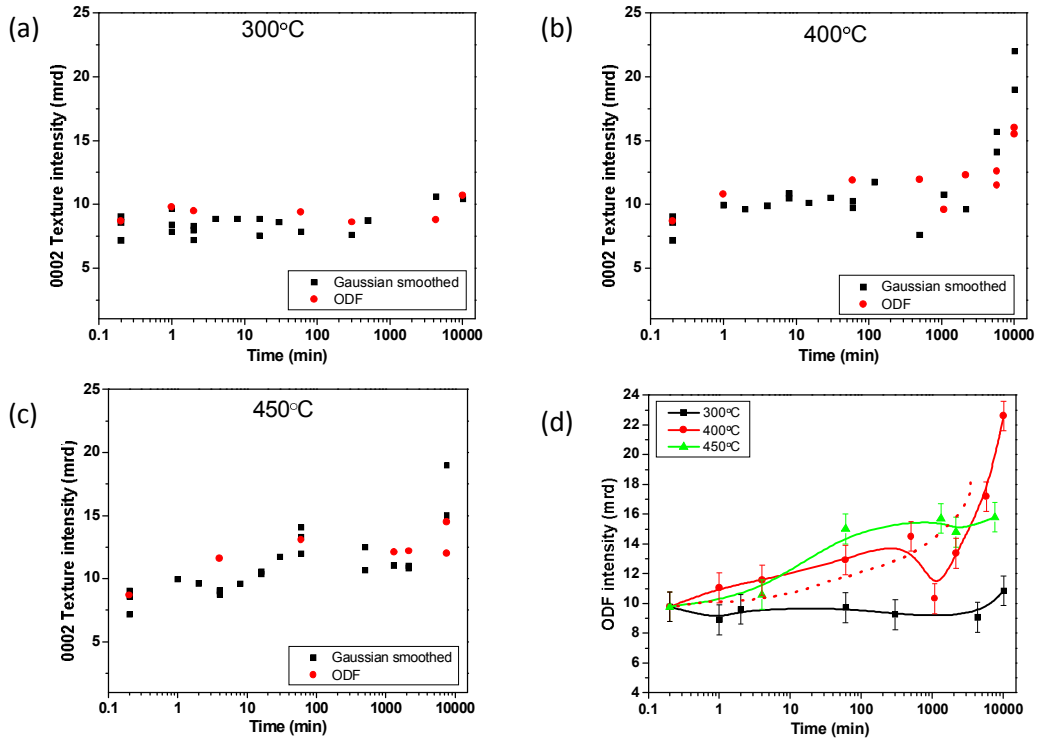 (a)
300°C
25
20
15
10
5
0002 Texture intensity (mrd)
Gaussian smoothed
ODF
0.1 1 10 100 1000 10000
Time (min)
(b)
400°C
25
20
15
10
5
0002 Texture intensity (mrd)
Gaussian smoothed
ODF
0.1 1 10 100 1000 10000
Time (min)
(c)
450°C
25
20
15
10
5
0002 Texture intensity (mrd)
Gaussian smoothed
ODF
0.1 1 10 100 1000 10000
Time (min)
(d)
24
22
20
18
16
14
12
10
8
6
4
ODF intensity (mrd)
300ºC
400ºC
450ºC
0.1 1 10 100 1000 10000
Time (min)